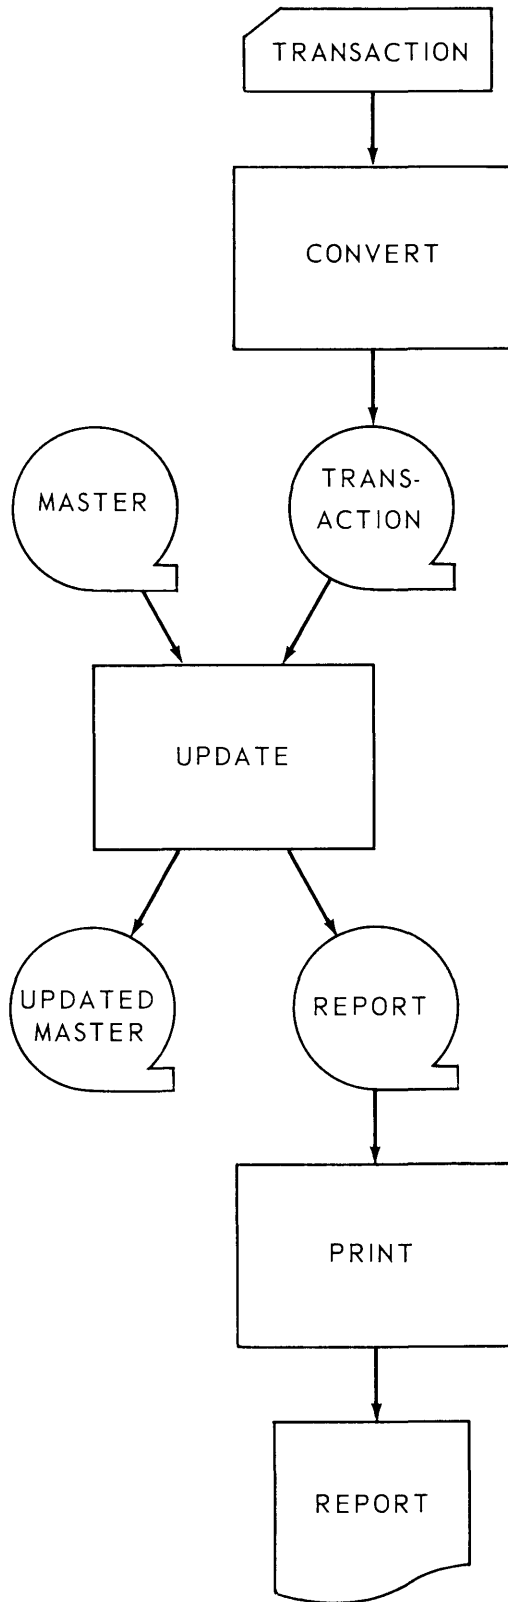 TRANSACTION
CONVERT
MASTER
TRANS-
ACTION
UPDATE
UPDATED
MASTER
REPORT
PRINT
REPORT